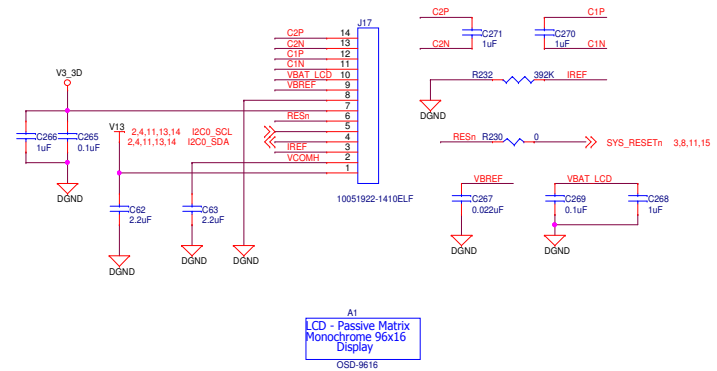 J17
C2P 14
C2N 13
C1P 12
C1N 11
VBAT_LCD 10
VBREF 9
8
7
RESn 6
5
4
IREF 3
VCOMH 2
1
10051922-1410ELF
V3_3D
C266
1uF
C265
0.1uF
DGND
V13
2,4,11,13,14 I2C0_SCL
2,4,11,13,14 I2C0_SDA
C62
2.2uF
DGND
C63
2.2uF
DGND
DGND
C2P
C271
1uF
C2N
C1P
C270
1uF
C1N
R232 392K IREF
DGND
RESn R230 0 SYS_RESETn 3,8,11,15
VBREF
C267
0.022uF
DGND
VBAT_LCD
C269
0.1uF
C268
1uF
DGND
A1
LCD - Passive Matrix
Monochrome 96x16
Display
OSD-9616